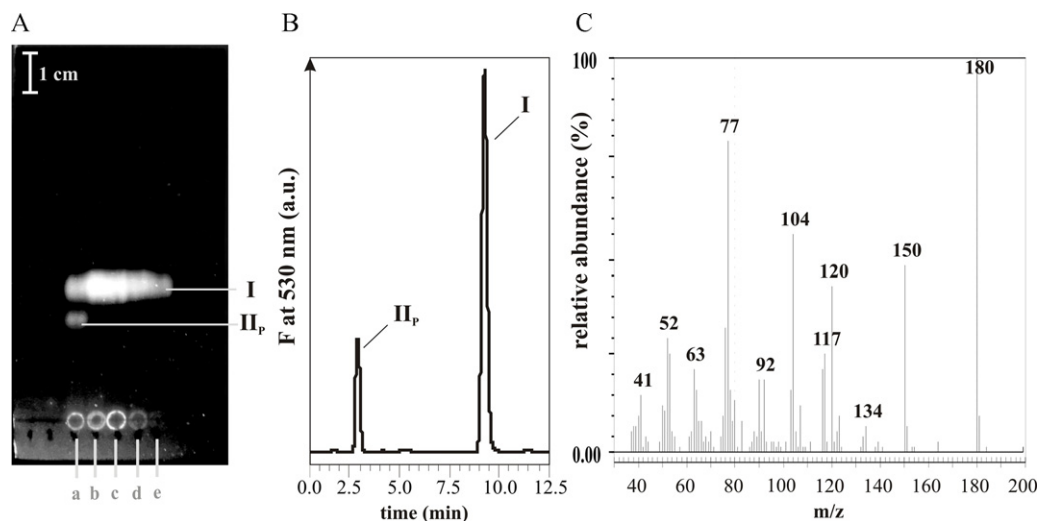 A
1 cm
I
II_P
a b c d e
B
F at 530 nm (a.u.)
I
II_P
0.0 2.5 5.0 7.5 10.0 12.5
time (min)
C
relative abundance (%)
100
0.00
180
77
104
150
120
52
117
63
92
41
134
40 60 80 100 120 140 160 180 200
m/z